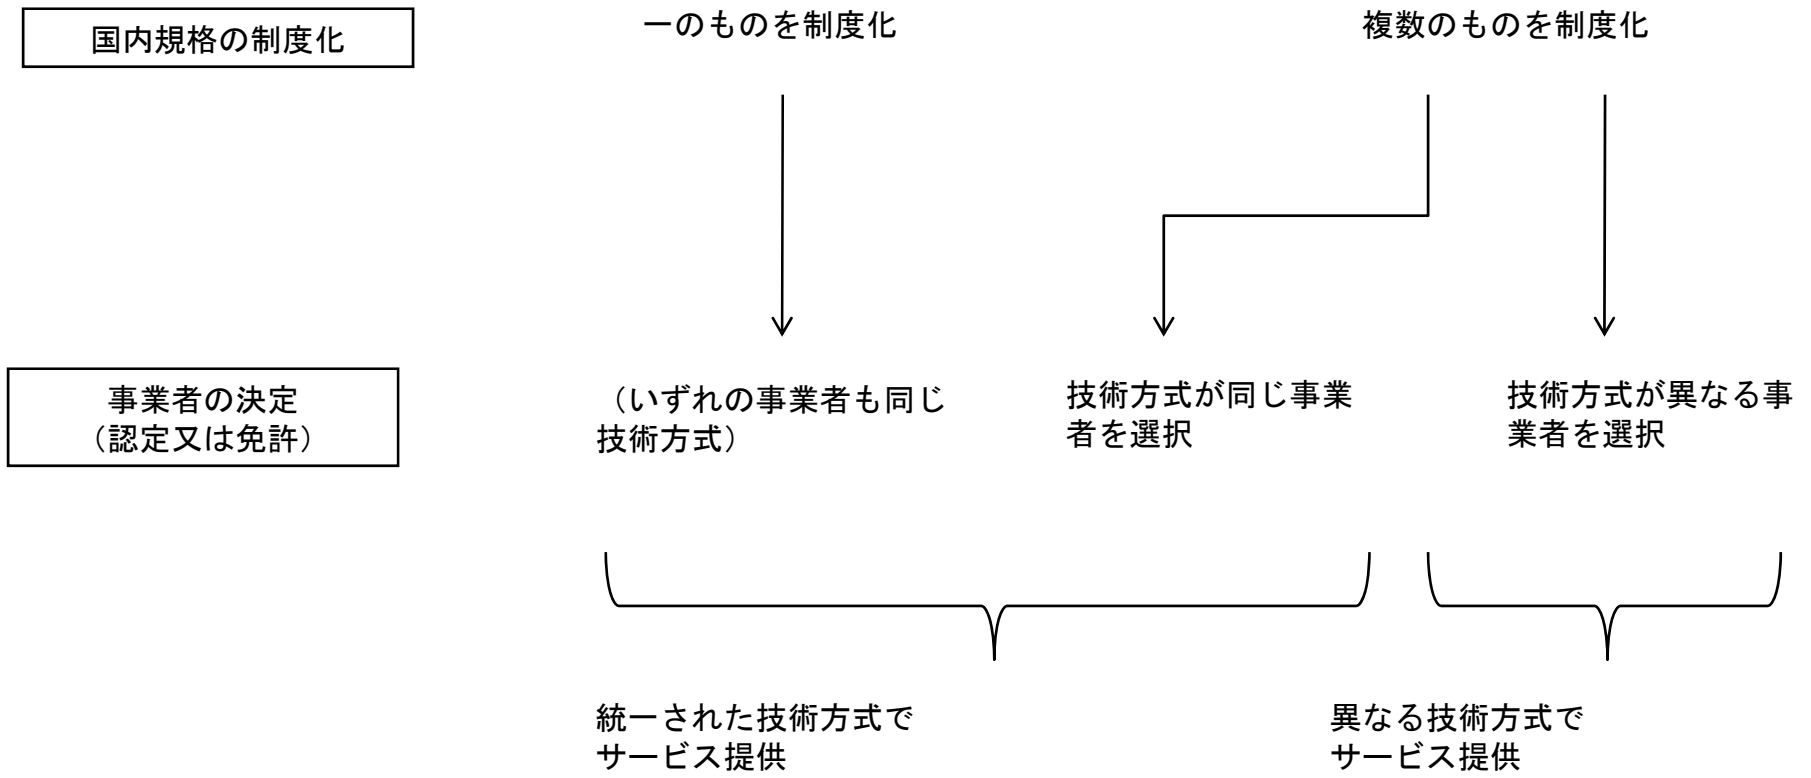 国内規格の制度化
一のものを制度化
複数のものを制度化
事業者の決定
（認定又は免許）
（いずれの事業者も同じ
技術方式）
技術方式が同じ事業
者を選択
技術方式が異なる事
業者を選択
統一された技術方式で
サービス提供
異なる技術方式で
サービス提供